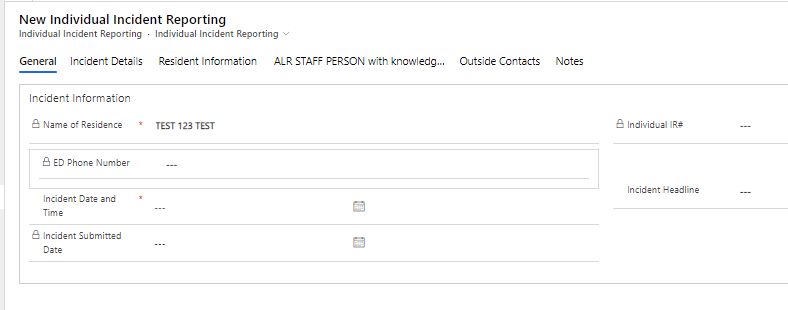 New Individual Incident Reporting
Individual Incident Reporting · Individual Incident Reporting
General Incident Details Resident Information ALR STAFF PERSON with knowledg... Outside Contacts Notes
Incident Information
Name of Residence * TEST 123 TEST
Individual IR# ---
ED Phone Number ---
Incident Headline ---
Incident Date and Time * ---
Incident Submitted Date ---